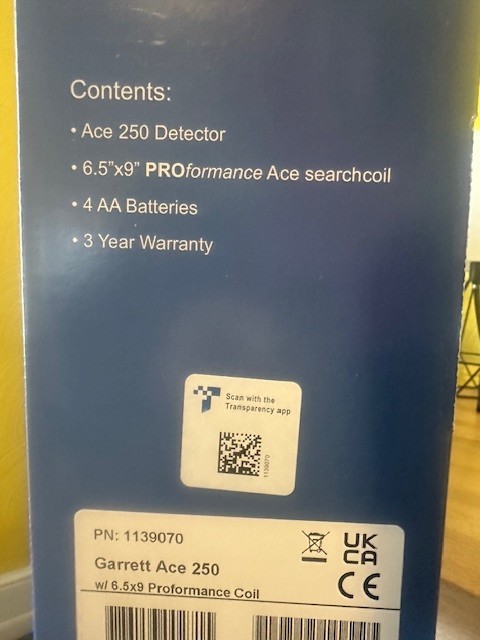 Contents:
• Ace 250 Detector
• 6.5"x9" PROformance Ace searchcoil
• 4 AA Batteries
• 3 Year Warranty
Scan with the
Transparency app
1139070
PN: 1139070
Garrett Ace 250
w/ 6.5x9 Proformance Coil
UK
CA
CE